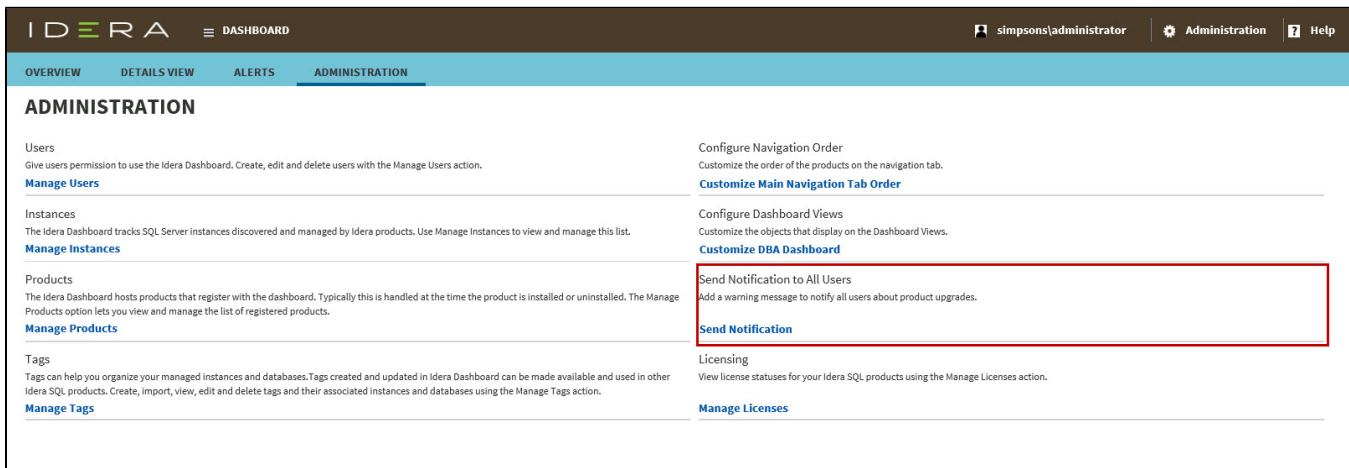 IDERA
DASHBOARD
simpsons\administrator
Administration
? Help
OVERVIEW
DETAILS VIEW
ALERTS
ADMINISTRATION
ADMINISTRATION
Users
Give users permission to use the Idera Dashboard. Create, edit and delete users with the Manage Users action.
Manage Users
Instances
The Idera Dashboard tracks SQL Server instances discovered and managed by Idera products. Use Manage Instances to view and manage this list.
Manage Instances
Products
The Idera Dashboard hosts products that register with the dashboard. Typically this is handled at the time the product is installed or uninstalled. The Manage
Products option lets you view and manage the list of registered products.
Manage Products
Tags
Tags can help you organize your managed instances and databases.Tags created and updated in Idera Dashboard can be made available and used in other
Idera SQL products. Create, import, view, edit and delete tags and their associated instances and databases using the Manage Tags action.
Manage Tags
Configure Navigation Order
Customize the order of the products on the navigation tab.
Customize Main Navigation Tab Order
Configure Dashboard Views
Customize the objects that display on the Dashboard Views.
Customize DBA Dashboard
Send Notification to All Users
Add a warning message to notify all users about product upgrades.
Send Notification
Licensing
View license statuses for your Idera SQL products using the Manage Licenses action.
Manage Licenses